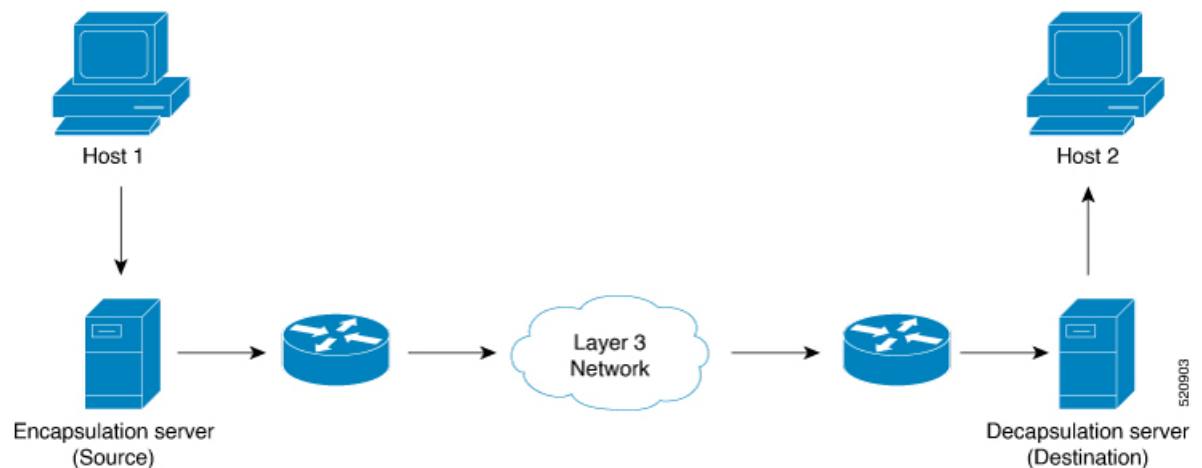 Host 1
Host 2
Layer 3
Network
Encapsulation server
(Source)
Decapsulation server
(Destination)
520903